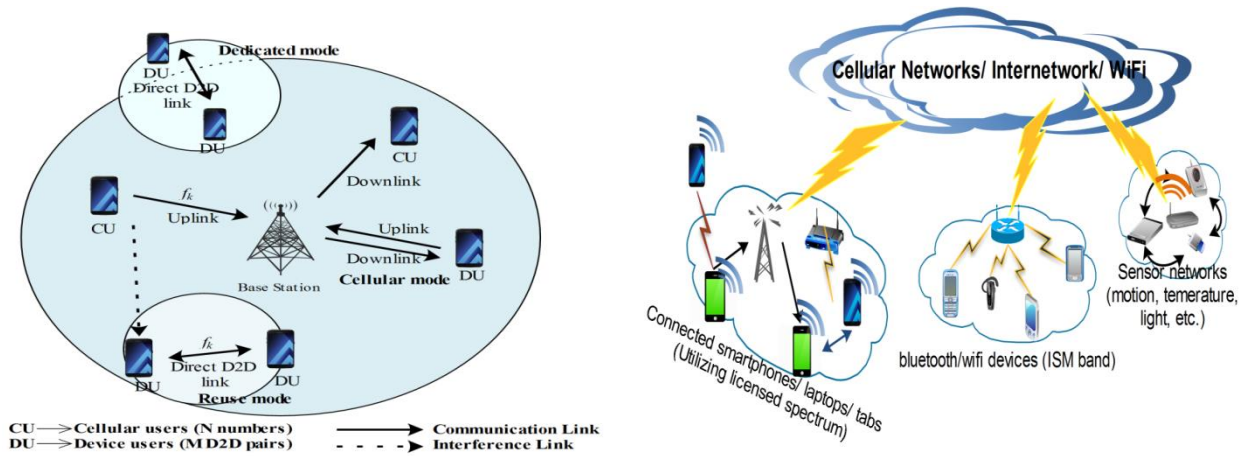 Dedicated mode
DU
Direct D2D
link
DU
CU
Downlink
fk
Uplink
CU
Uplink
Downlink
DU
Cellular mode
Base Station
fk
DU
Direct D2D
link
DU
Reuse mode
CU → Cellular users (N numbers)
DU → Device users (M D2D pairs)
Communication Link
Interference Link
Cellular Networks/ Internetwork/ WiFi
Connected smartphones/ laptops/ tabs
(Utilizing licensed spectrum)
bluetooth/wifi devices (ISM band)
Sensor networks
(motion, temerature,
light, etc.)